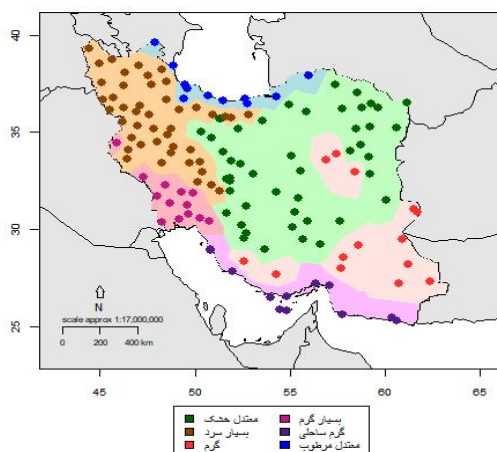 40
35
30
25
N
scale approx 1:17,000,000
0 200 400 km
45 50 55 60 65
معتدل خشک
بسیار سرد
گرم
بسیار گرم
گرم ساحلی
معتدل مرطوب